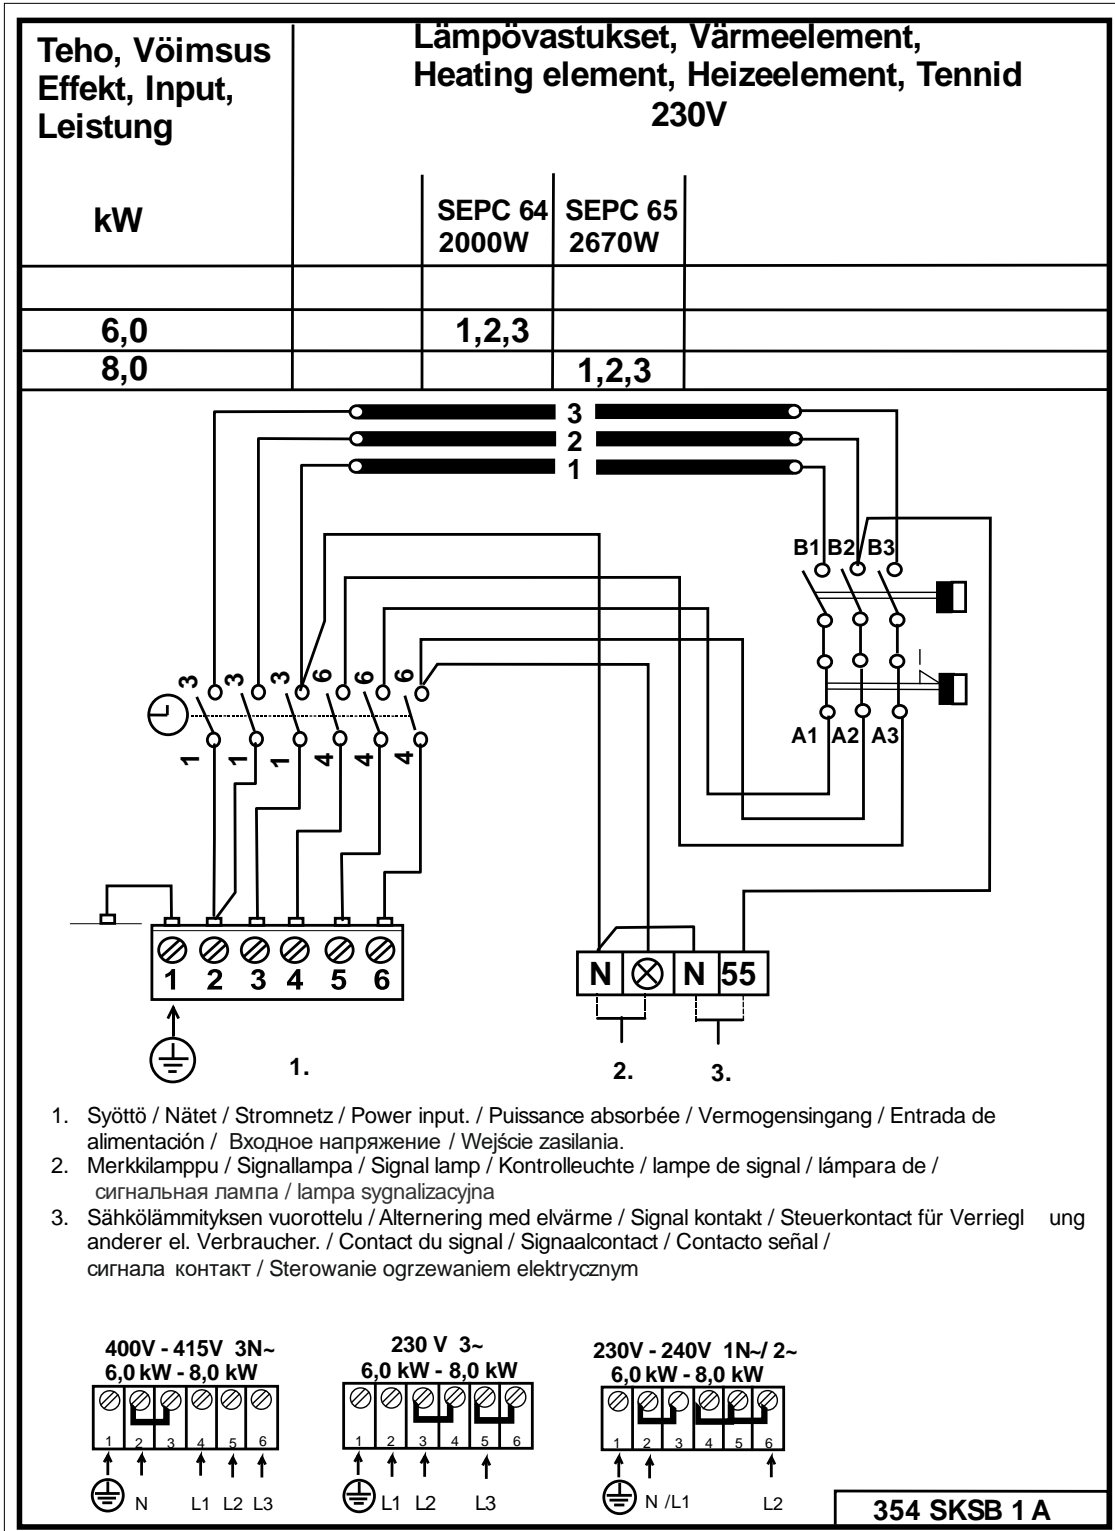 Teho, Vöimsus
Effekt, Input,
Leistung
kW
Lämpövastukset, Värmeelement,
Heating element, Heizeelement, Tennid
230V
SEPC 64 SEPC 65
2000W 2670W
6,0 1,2,3
8,0 1,2,3
3
2
1
B1 B2 B3
3 3 3 6 6 6
1 1 1 4 4 4
A1 A2 A3
1 2 3 4 5 6
N N 55
1. 2. 3.
1. Syöttö / Nätet / Stromnetz / Power input. / Puissance absorbée / Vermogensingang / Entrada de
alimentación / Входное напряжение / Wejście zasilania.
2. Merkkilamppu / Signallampa / Signal lamp / Kontrolleuchte / lampe de signal / lámpara de /
сигнальная лампа / lampa sygnalizacyjna
3. Sähkölämmityksen vuorottelu / Alternering med elvärme / Signal kontakt / Steuerkontact für Verriegl ung
anderer el. Verbraucher. / Contact du signal / Signaalcontact / Contacto señal /
сигнала контакт / Sterowanie ogrzewaniem elektrycznym
400V - 415V 3N~
6,0 kW - 8,0 kW
1 2 3 4 5 6
N L1 L2 L3
230 V 3~
6,0 kW - 8,0 kW
1 2 3 4 5 6
L1 L2 L3
230V - 240V 1N~/ 2~
6,0 kW - 8,0 kW
1 2 3 4 5 6
N /L1 L2
354 SKSB 1 A